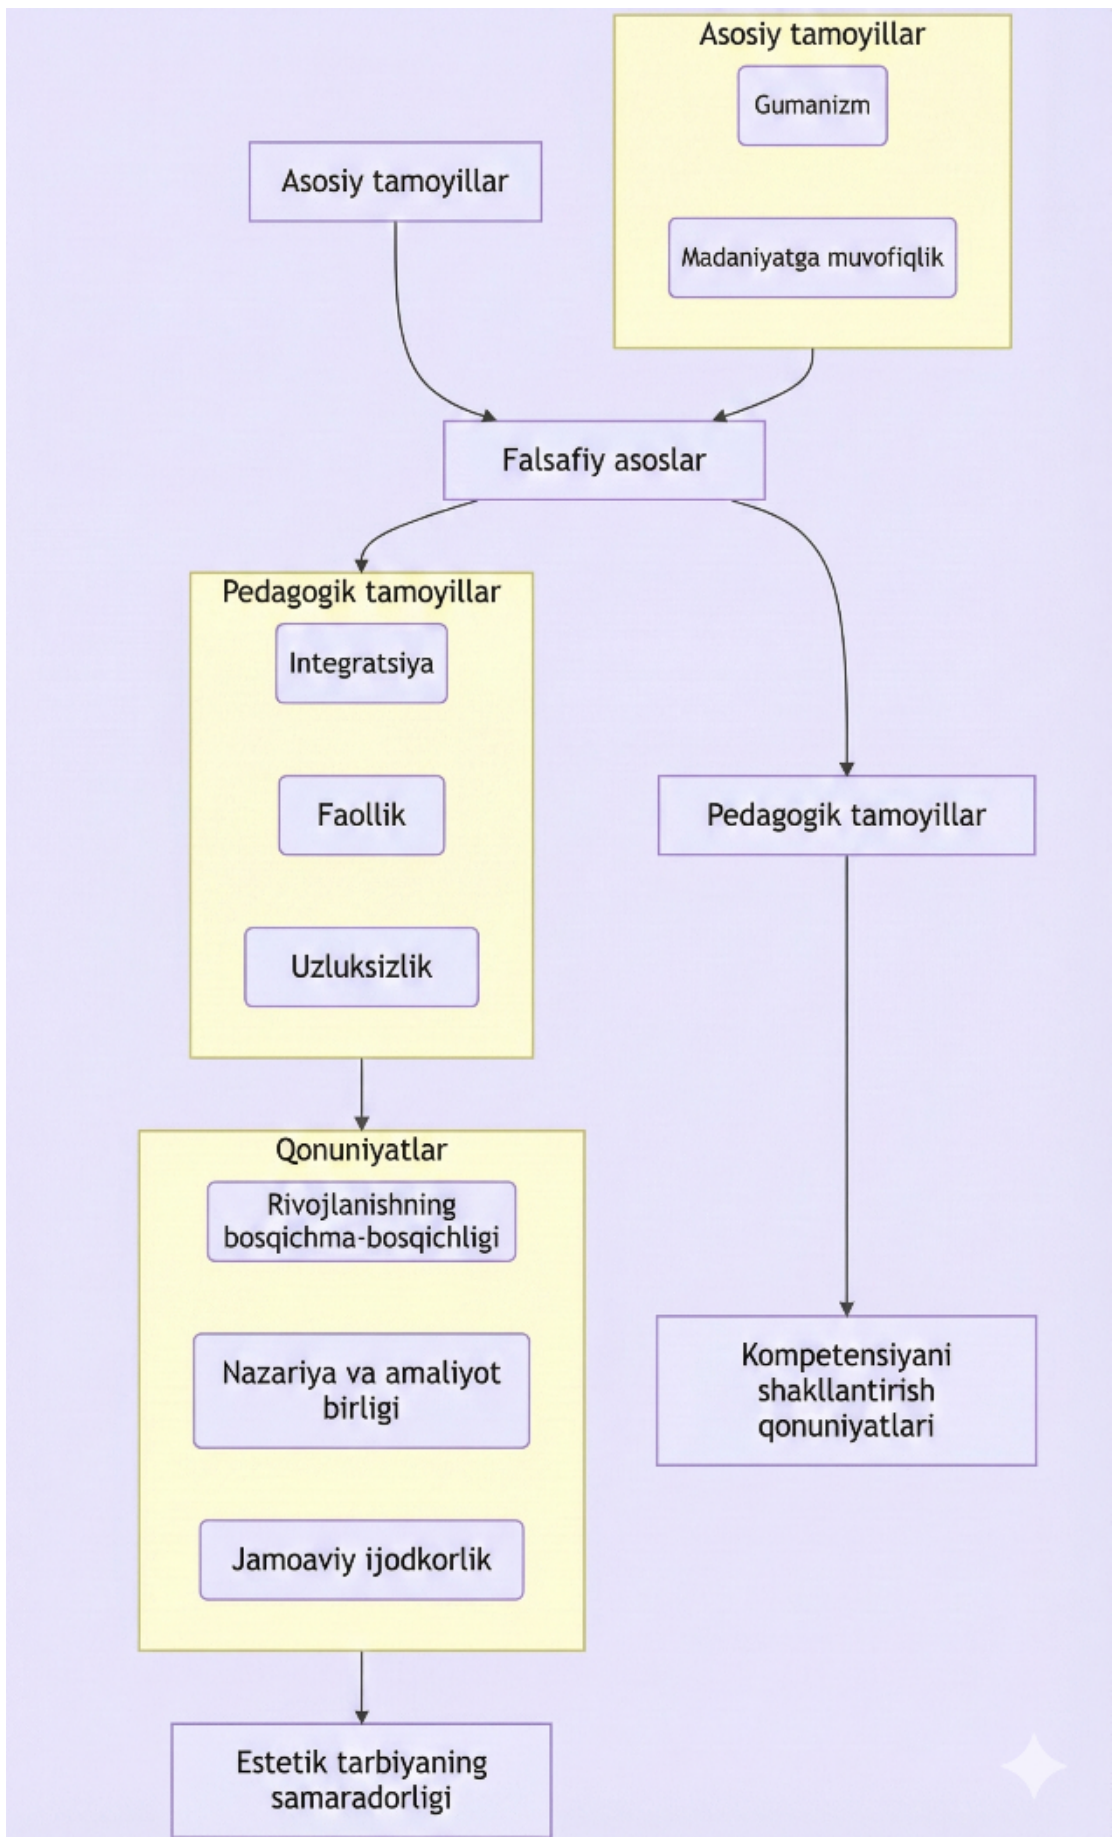 Asosiy tamoyillar
Gumanizm
Asosiy tamoyillar
Madaniyatga muvofiqlik
Falsafiy asoslar
Pedagogik tamoyillar
Integratsiya
Faollik
Uzluksizlik
Pedagogik tamoyillar
Qonuniyatlar
Rivojlanishning
bosqichma-bosqichligi
Nazariya va amaliyot
birligi
Jamoaviy ijodkorlik
Kompetensiyani
shakllantirish
qonuniyatlari
Estetik tarbiyaning
samaradorligi